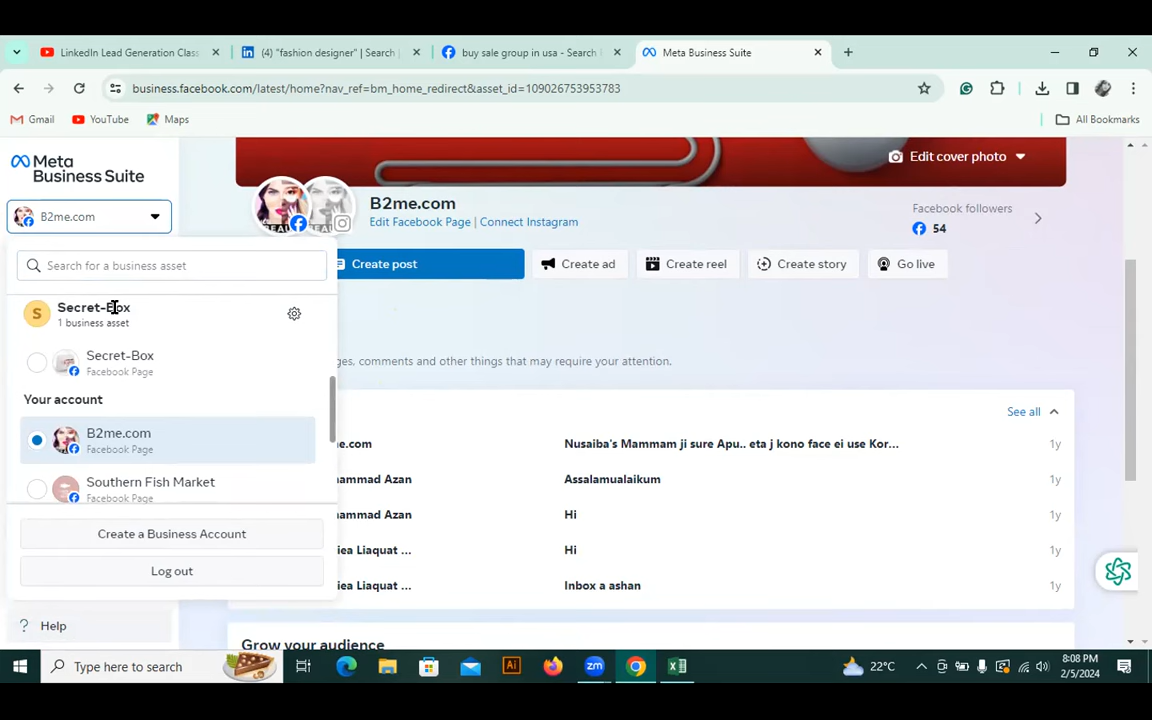 LinkedIn Lead Generation Class
(4) "fashion designer" | Search |
buy sale group in usa - Search
Meta Business Suite
business.facebook.com/latest/home?nav_ref=bm_home_redirect&asset_id=109026753953783
Gmail YouTube Maps All Bookmarks
Meta
Business Suite
B2me.com
Edit cover photo
B2me.com
Edit Facebook Page | Connect Instagram
Facebook followers
54
Search for a business asset
Create post Create ad Create reel Create story Go live
S Secret-Box
1 business asset
Secret-Box
Facebook Page
ges, comments and other things that may require your attention.
Your account
See all
B2me.com
Facebook Page
Southern Fish Market
Facebook Page
e.com Nusaiba's Mammam ji sure Apu.. eta j kono face ei use Kor... 1y
ammad Azan Assalamualaikum 1y
ammad Azan Hi 1y
iea Liaquat ... Hi 1y
iea Liaquat ... Inbox a ashan 1y
Create a Business Account
Log out
Help
Grow your audience
Type here to search
Ai
zm
22°C
8:08 PM
2/5/2024